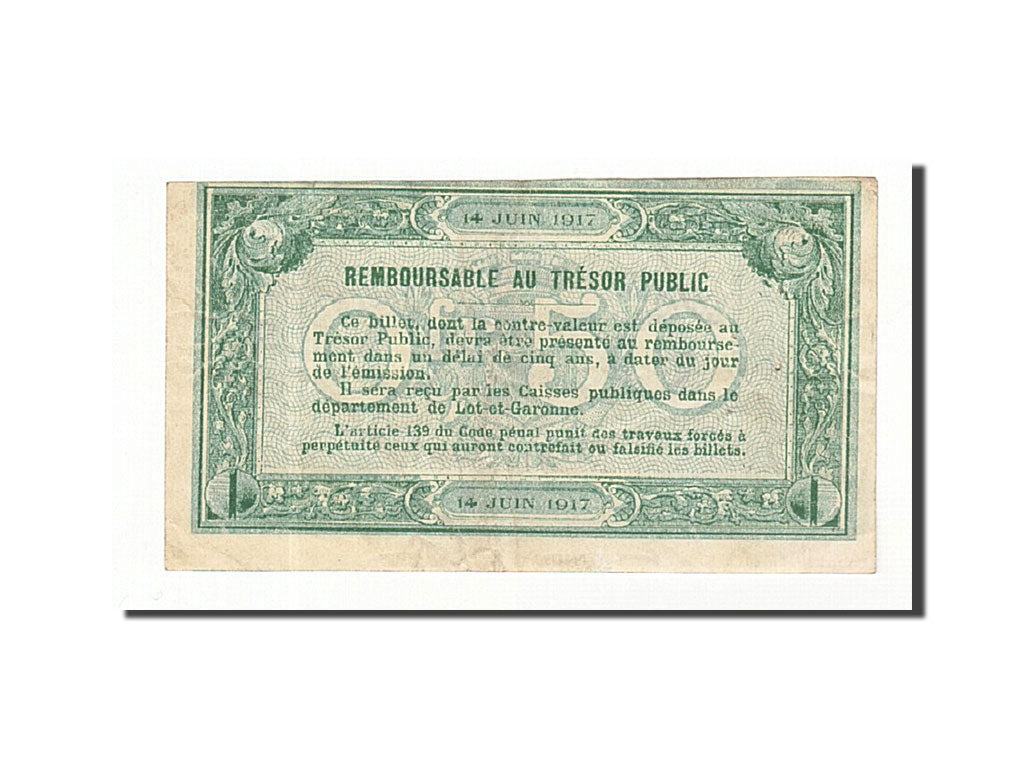 14 JUIN 1917
REMBOURSABLE AU TRÉSOR PUBLIC
0F50
Ce billet, dont la contre-valeur est déposée au
Trésor Public, devra être présenté au rembourse-
ment dans un délai de cinq ans, à dater du jour
de l'émission.
Il sera reçu par les Caisses publiques dans le
département de Lot-et-Garonne.
L'article 139 du Code pénal punit des travaux forcés à
perpétuité ceux qui auront contrefait ou falsifié les billets.
14 JUIN 1917